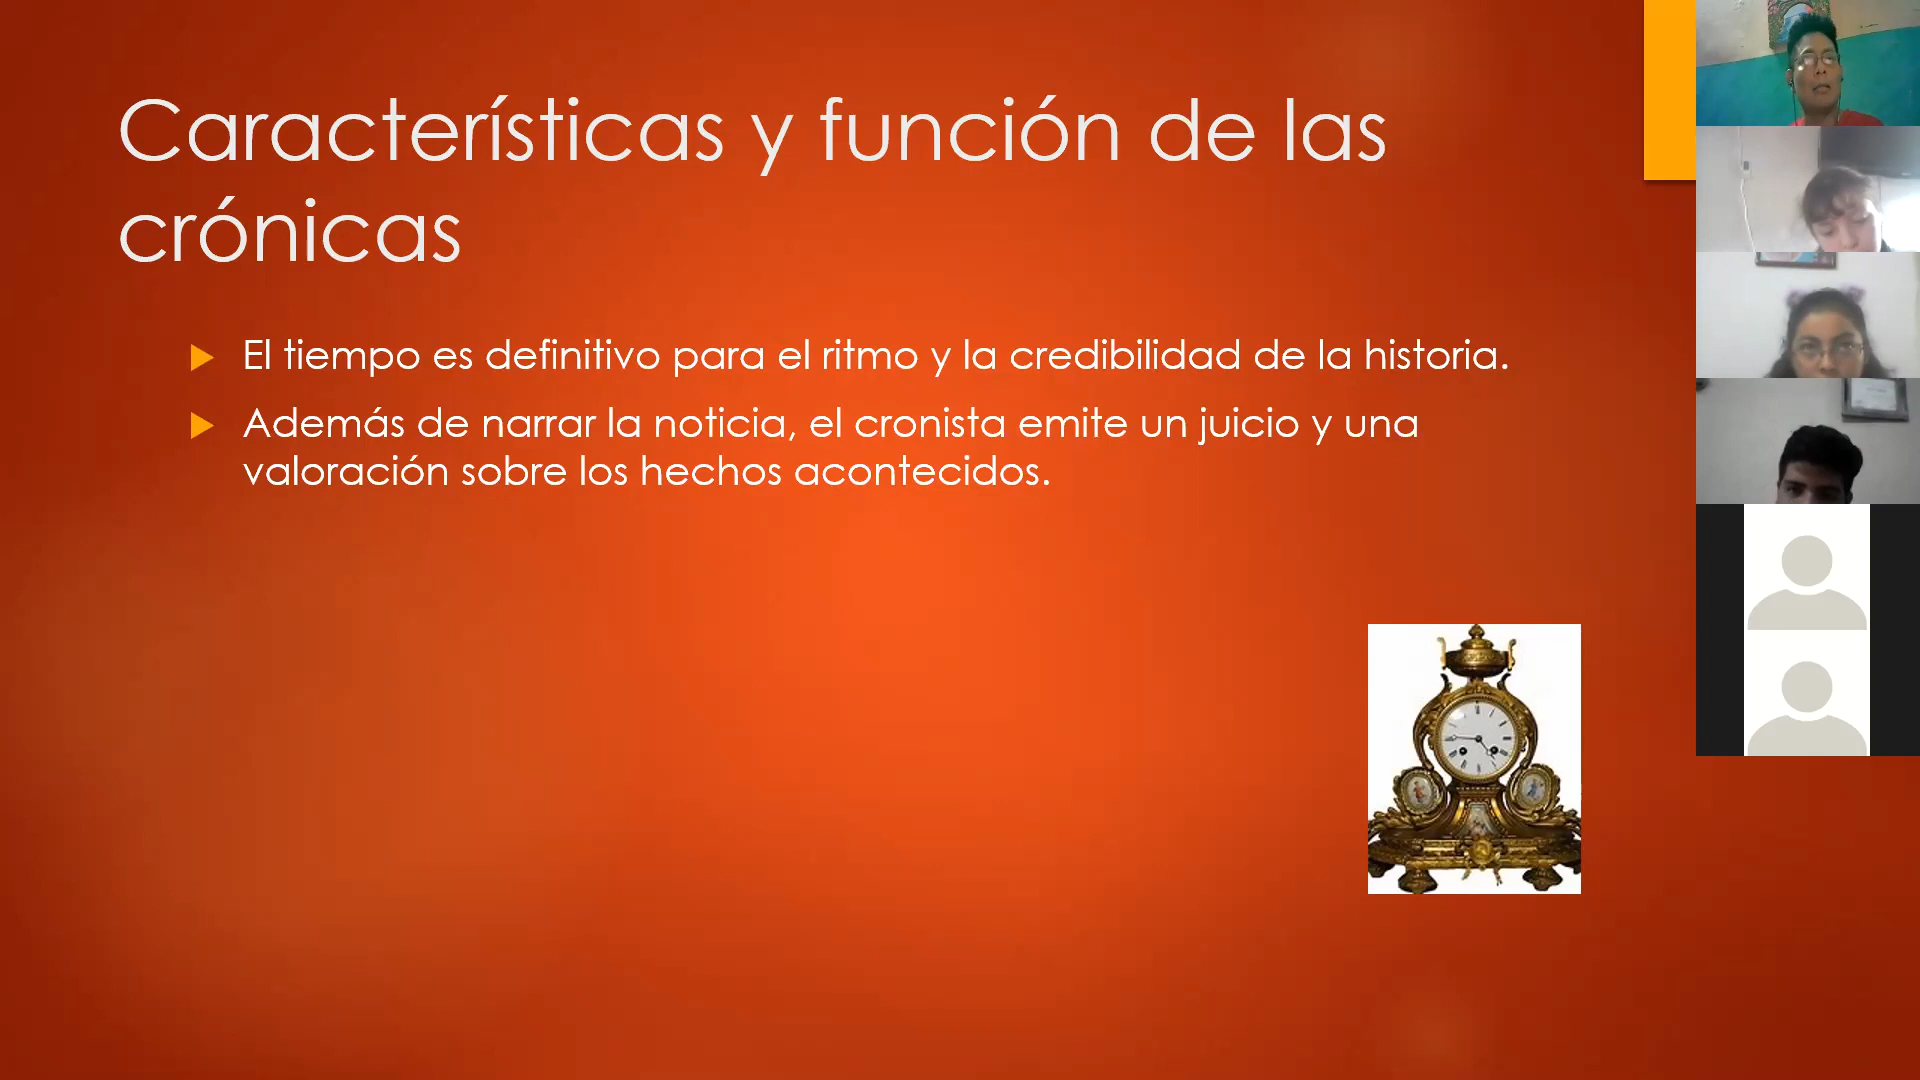 Características y función de las
crónicas
El tiempo es definitivo para el ritmo y la credibilidad de la historia.
Además de narrar la noticia, el cronista emite un juicio y una
valoración sobre los hechos acontecidos.